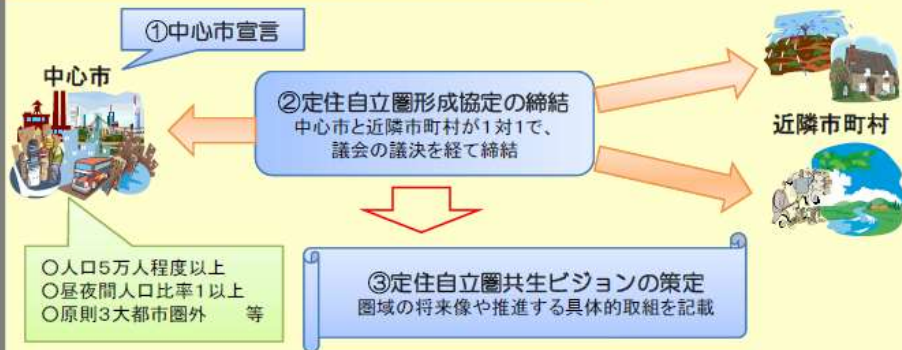 ①中心市宣言
中心市
②定住自立圏形成協定の締結
中心市と近隣市町村が1対1で、
議会の議決を経て締結
近隣市町村
○人口5万人程度以上
○昼夜間人口比率1以上
○原則3大都市圏外　等
③定住自立圏共生ビジョンの策定
圏域の将来像や推進する具体的取組を記載